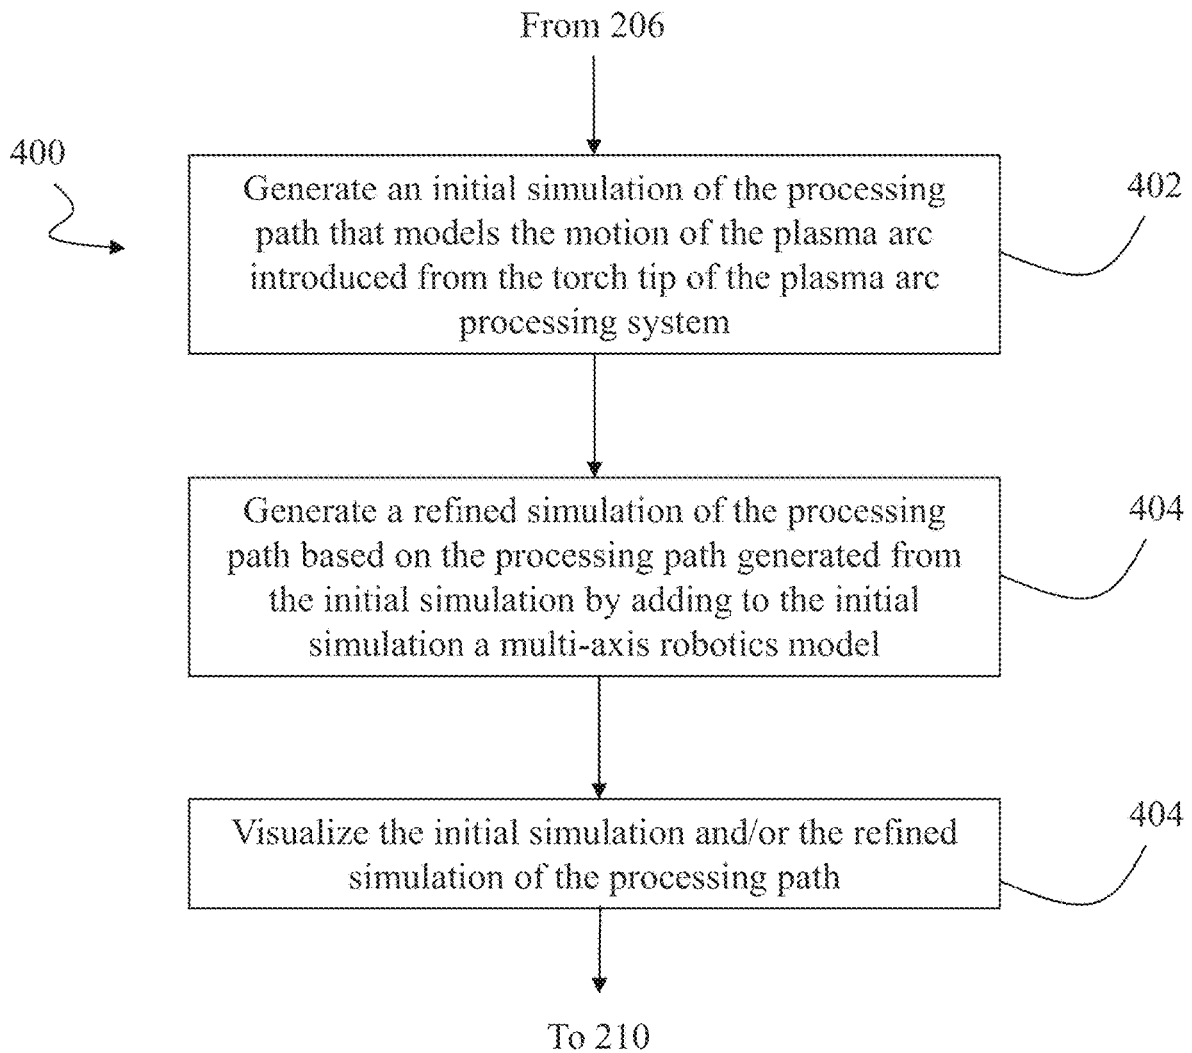 From 206
400
Generate an initial simulation of the processing
path that models the motion of the plasma arc
introduced from the torch tip of the plasma arc
processing system
402
Generate a refined simulation of the processing
path based on the processing path generated from
the initial simulation by adding to the initial
simulation a multi-axis robotics model
404
Visualize the initial simulation and/or the refined
simulation of the processing path
404
To 210